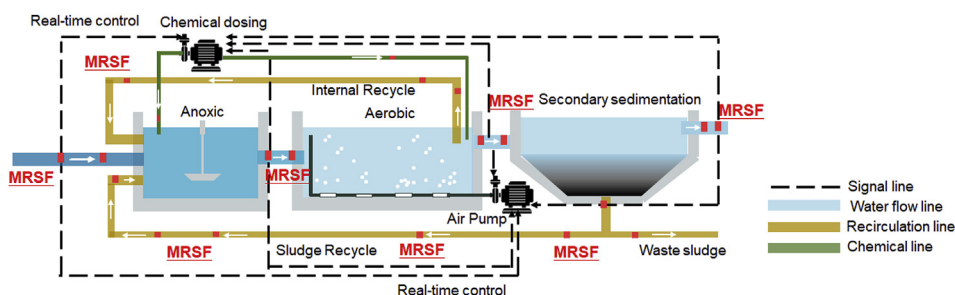 Real-time control
Chemical dosing
MRSF
Internal Recycle
Anoxic
Aerobic
MRSF
Secondary sedimentation
MRSF
MRSF
MRSF
Air Pump
MRSF
Sludge Recycle
MRSF
MRSF
Waste sludge
Real-time control
Signal line
Water flow line
Recirculation line
Chemical line